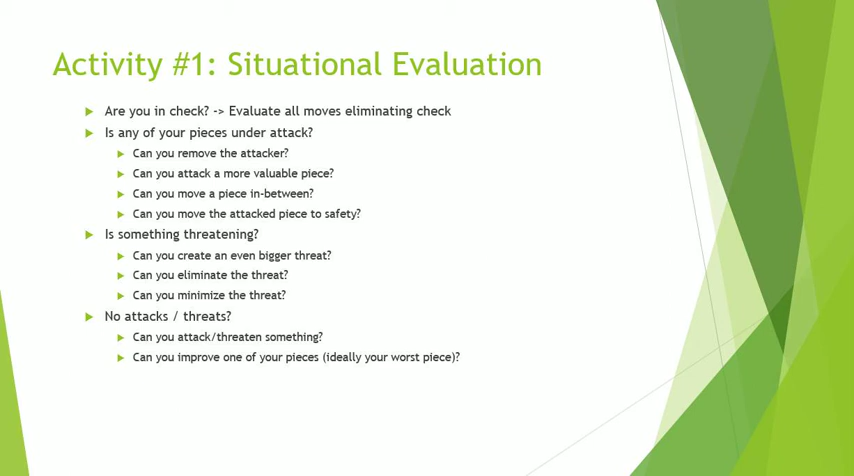 Activity #1: Situational Evaluation
Are you in check? -> Evaluate all moves eliminating check
Is any of your pieces under attack?
Can you remove the attacker?
Can you attack a more valuable piece?
Can you move a piece in-between?
Can you move the attacked piece to safety?
Is something threatening?
Can you create an even bigger threat?
Can you eliminate the threat?
Can you minimize the threat?
No attacks / threats?
Can you attack/threaten something?
Can you improve one of your pieces (ideally your worst piece)?